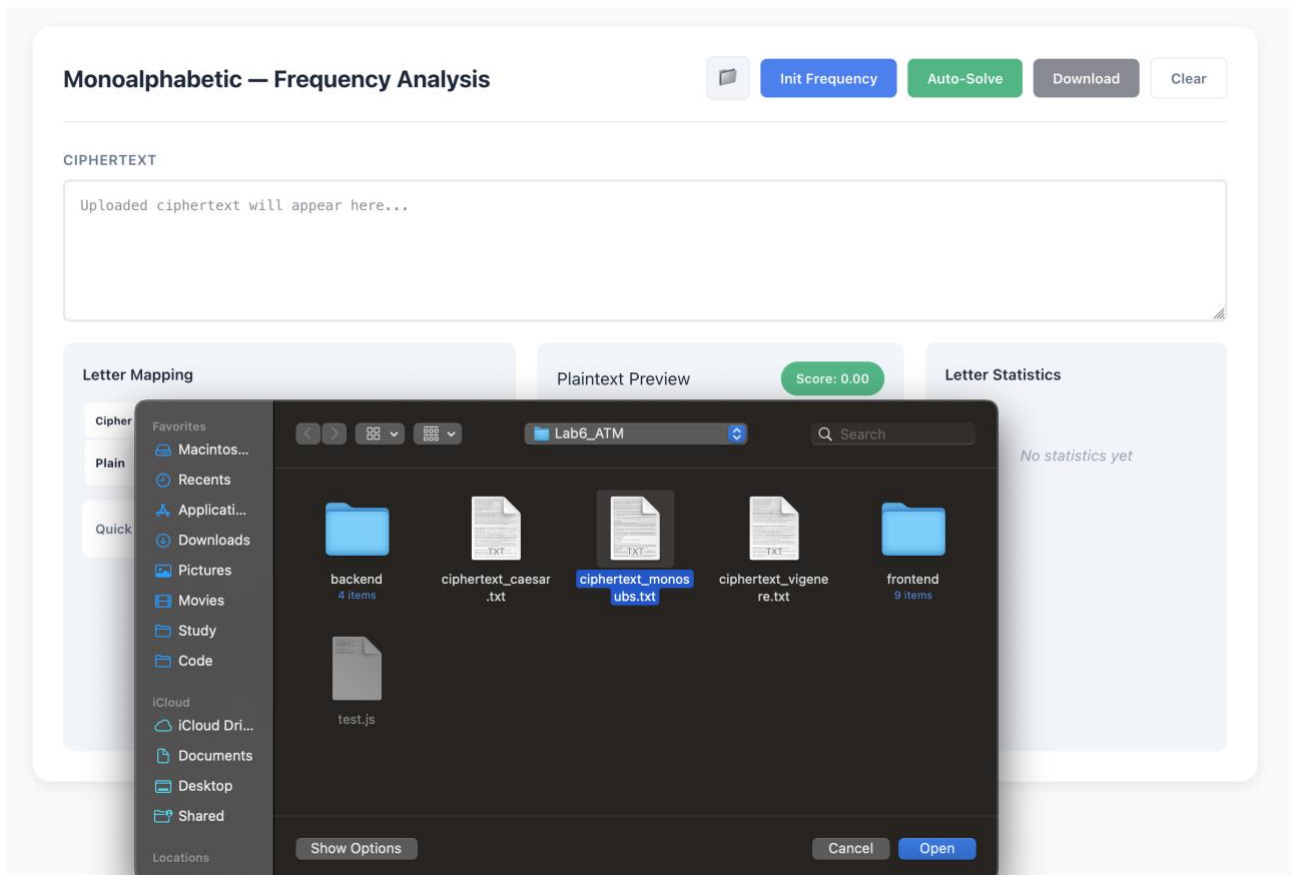 Monoalphabetic — Frequency Analysis
Init Frequency
Auto-Solve
Download
Clear
CIPHERTEXT
Uploaded ciphertext will appear here...
Letter Mapping
Cipher
Plain
Quick
Plaintext Preview
Score: 0.00
Letter Statistics
No statistics yet
Favorites
Macintos...
Recents
Applicati...
Downloads
Pictures
Movies
Study
Code
iCloud
iCloud Dri...
Documents
Desktop
Shared
Locations
Lab6_ATM
Search
backend
4 items
TXT
ciphertext_caesar
.txt
TXT
ciphertext_monos
ubs.txt
TXT
ciphertext_vigene
re.txt
frontend
9 items
test.js
Show Options
Cancel
Open